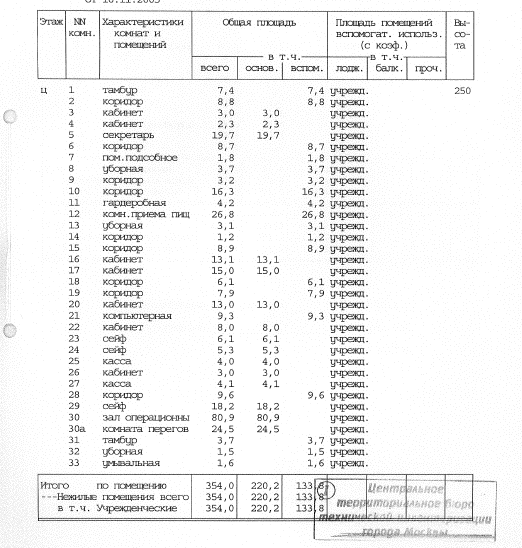 от 18.11.2003
Этаж NN комн. Характеристики комнат и помещений Общая площадь Площадь помещений вспомогат. использ. (с коэф.) Вы- со- та
в т.ч. в т.ч.
всего основ. вспом. лодж. балк. проч.
Ц 1 тамбур 7,4 7,4 учрежд. 250
2 коридор 8,8 8,8 учрежд.
3 кабинет 3,0 3,0 учрежд.
4 кабинет 2,3 2,3 учрежд.
5 секретарь 19,7 19,7 учрежд.
6 коридор 8,7 8,7 учрежд.
7 пом.подсобное 1,8 1,8 учрежд.
8 уборная 3,7 3,7 учрежд.
9 коридор 3,2 3,2 учрежд.
10 коридор 16,3 16,3 учрежд.
11 гардеробная 4,2 4,2 учрежд.
12 комн.приема пищ 26,8 26,8 учрежд.
13 уборная 3,1 3,1 учрежд.
14 коридор 1,2 1,2 учрежд.
15 коридор 8,9 8,9 учрежд.
16 кабинет 13,1 13,1 учрежд.
17 кабинет 15,0 15,0 учрежд.
18 коридор 6,1 6,1 учрежд.
19 коридор 7,9 7,9 учрежд.
20 кабинет 13,0 13,0 учрежд.
21 компьютерная 9,3 9,3 учрежд.
22 кабинет 8,0 8,0 учрежд.
23 сейф 6,1 6,1 учрежд.
24 сейф 5,3 5,3 учрежд.
25 касса 4,0 4,0 учрежд.
26 кабинет 3,0 3,0 учрежд.
27 касса 4,1 4,1 учрежд.
28 коридор 9,6 9,6 учрежд.
29 сейф 18,2 18,2 учрежд.
30 зал операционны 80,9 80,9 учрежд.
30а комната перегов 24,5 24,5 учрежд.
31 тамбур 3,7 3,7 учрежд.
32 уборная 1,5 1,5 учрежд.
33 умывальная 1,6 1,6 учрежд.
Итого по помещению 354,0 220,2 133,8
---Нежилые помещения всего 354,0 220,2 133,8
в т.ч. Учрежденческие 354,0 220,2 133,8
Центральное
территориальное бюро
технической инвентаризации
города Москвы